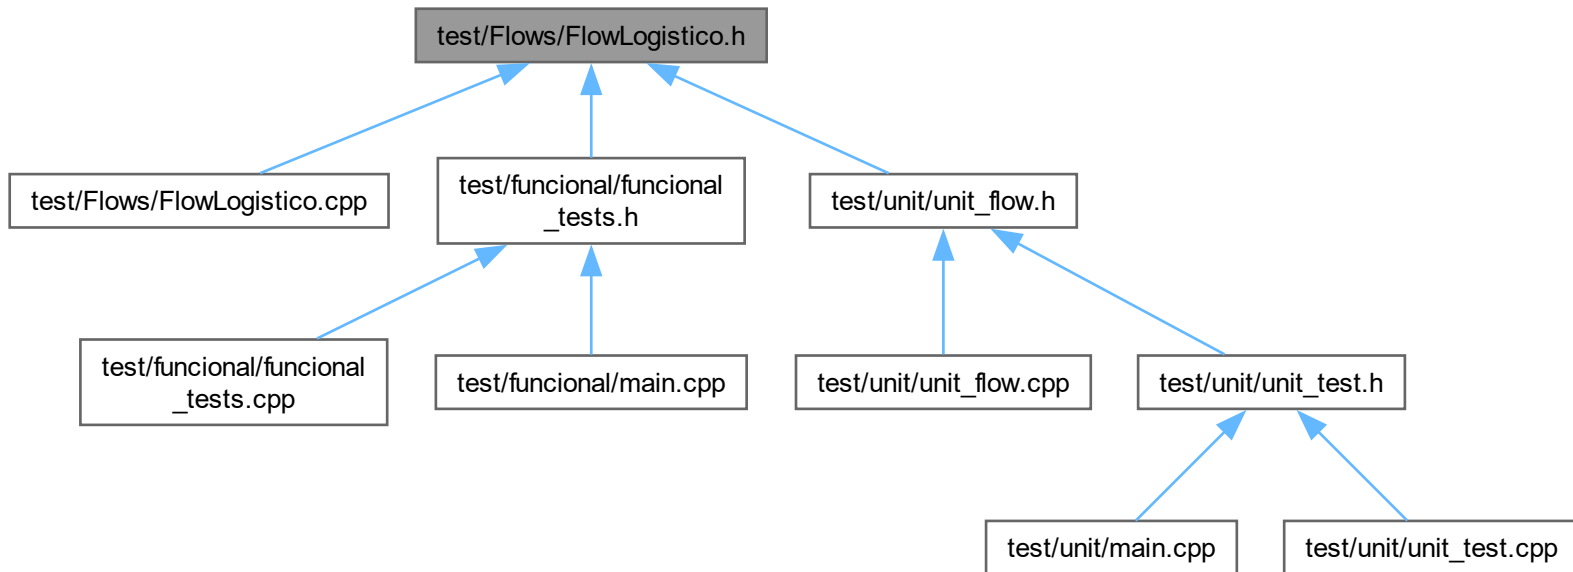 test/Flows/FlowLogistico.h
test/Flows/FlowLogistico.cpp
test/funcional/funcional
_tests.h
test/unit/unit_flow.h
test/funcional/funcional
_tests.cpp
test/funcional/main.cpp
test/unit/unit_flow.cpp
test/unit/unit_test.h
test/unit/main.cpp
test/unit/unit_test.cpp